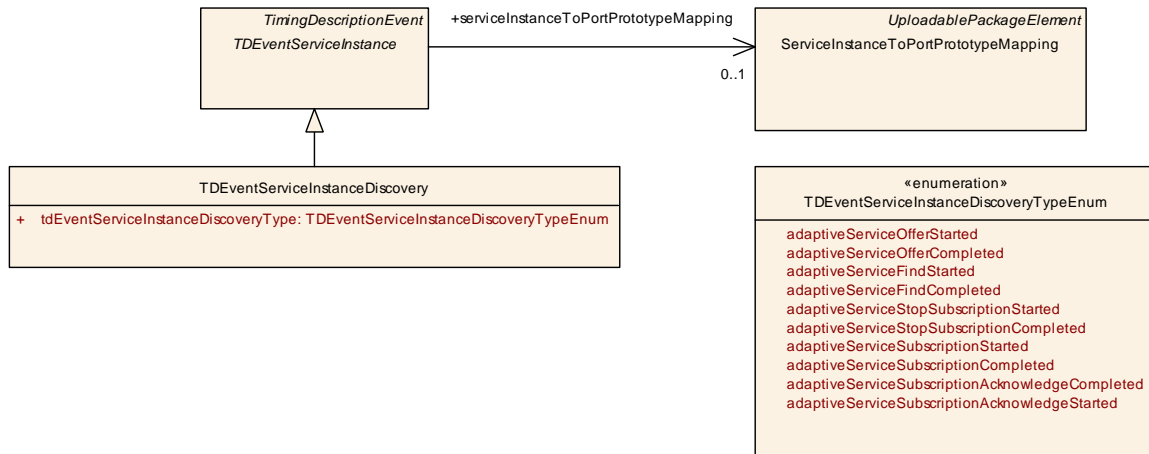 TimingDescriptionEvent
TDEventServiceInstance
+serviceInstanceToPortPrototypeMapping
0..1
UploadablePackageElement
ServiceInstanceToPortPrototypeMapping
TDEventServiceInstanceDiscovery
+ tdEventServiceInstanceDiscoveryType: TDEventServiceInstanceDiscoveryTypeEnum
«enumeration»
TDEventServiceInstanceDiscoveryTypeEnum
adaptiveServiceOfferStarted
adaptiveServiceOfferCompleted
adaptiveServiceFindStarted
adaptiveServiceFindCompleted
adaptiveServiceStopSubscriptionStarted
adaptiveServiceStopSubscriptionCompleted
adaptiveServiceSubscriptionStarted
adaptiveServiceSubscriptionCompleted
adaptiveServiceSubscriptionAcknowledgeCompleted
adaptiveServiceSubscriptionAcknowledgeStarted